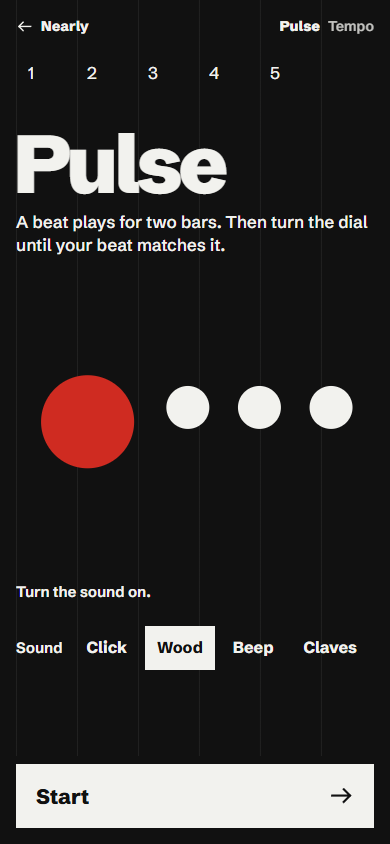 ← Nearly
Pulse Tempo
1 2 3 4 5
Pulse
A beat plays for two bars. Then turn the dial
until your beat matches it.
Turn the sound on.
Sound Click Wood Beep Claves
Start →